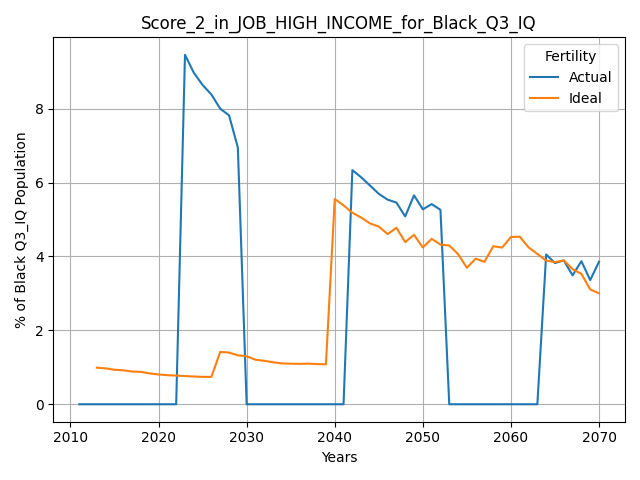 Score_2_in_JOB_HIGH_INCOME_for_Black_Q3_IQ
Fertility
Actual
Ideal
% of Black Q3_IQ Population
8
6
4
2
0
2010 2020 2030 2040 2050 2060 2070
Years